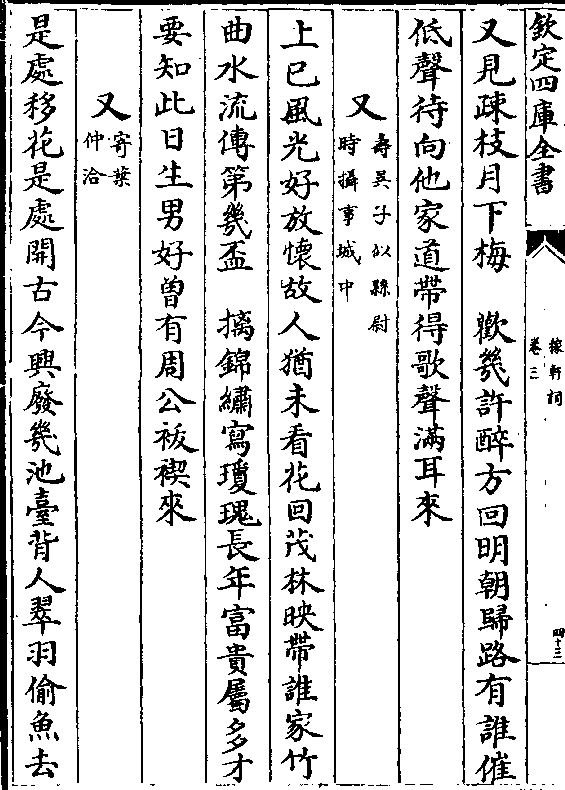 欽定四庫全書
稼軒詞
卷三
四十三
又見疎枝月下梅　歡幾許醉方回明朝歸路有誰催
低聲待向他家道帶得歌聲滿耳來
又
壽吳子似縣尉
時攝事城中
上巳風光好放懷故人猶未看花回茂林映帶誰家竹
曲水流傳第幾盃　摛錦繡寫瓊瑰長年富貴屬多才
要知此日生男好曽有周公祓禊來
又
寄葉
仲洽
是處移花是處開古今興廢幾池臺背人翠羽偷魚去